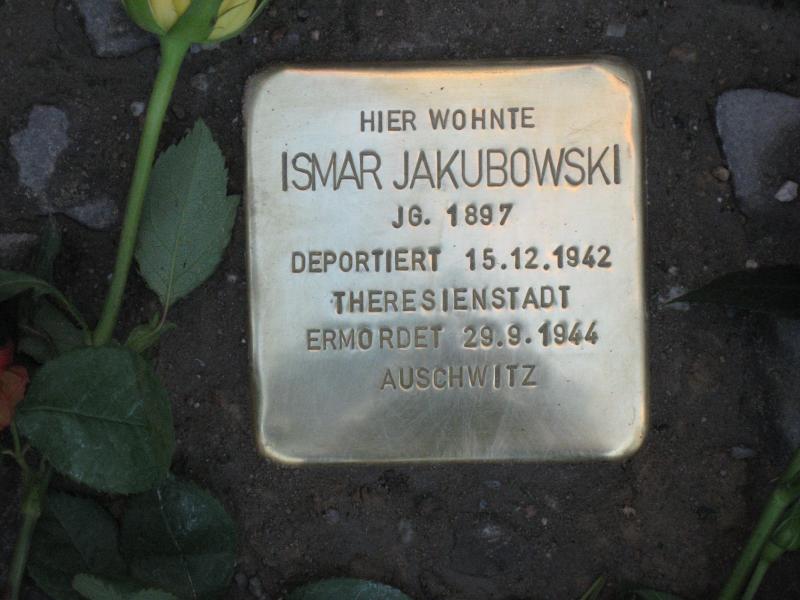 HIER WOHNTE
ISMAR JAKUBOWSKI
JG. 1897
DEPORTIERT 15.12.1942
THERESIENSTADT
ERMORDET 29.9.1944
AUSCHWITZ